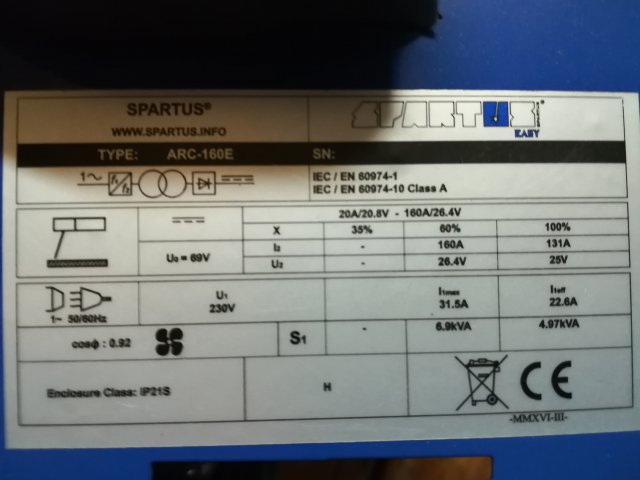 SPARTUS®
WWW.SPARTUS.INFO
SPARTUS®
EASY
TYPE: ARC-160E SN:
1~ f₁ f₂
IEC / EN 60974-1
IEC / EN 60974-10 Class A
20A/20.8V - 160A/26.4V
X 35% 60% 100%
U₀ = 69V
I₂ - 160A 131A
U₂ - 26.4V 25V
1~ 50/60Hz
U₁
230V
I₁max
31.5A
I₁eff
22.6A
cosϕ : 0.92
S₁ - 6.9kVA 4.97kVA
Enclosure Class: IP21S
H
CE
-MMXVI-III-